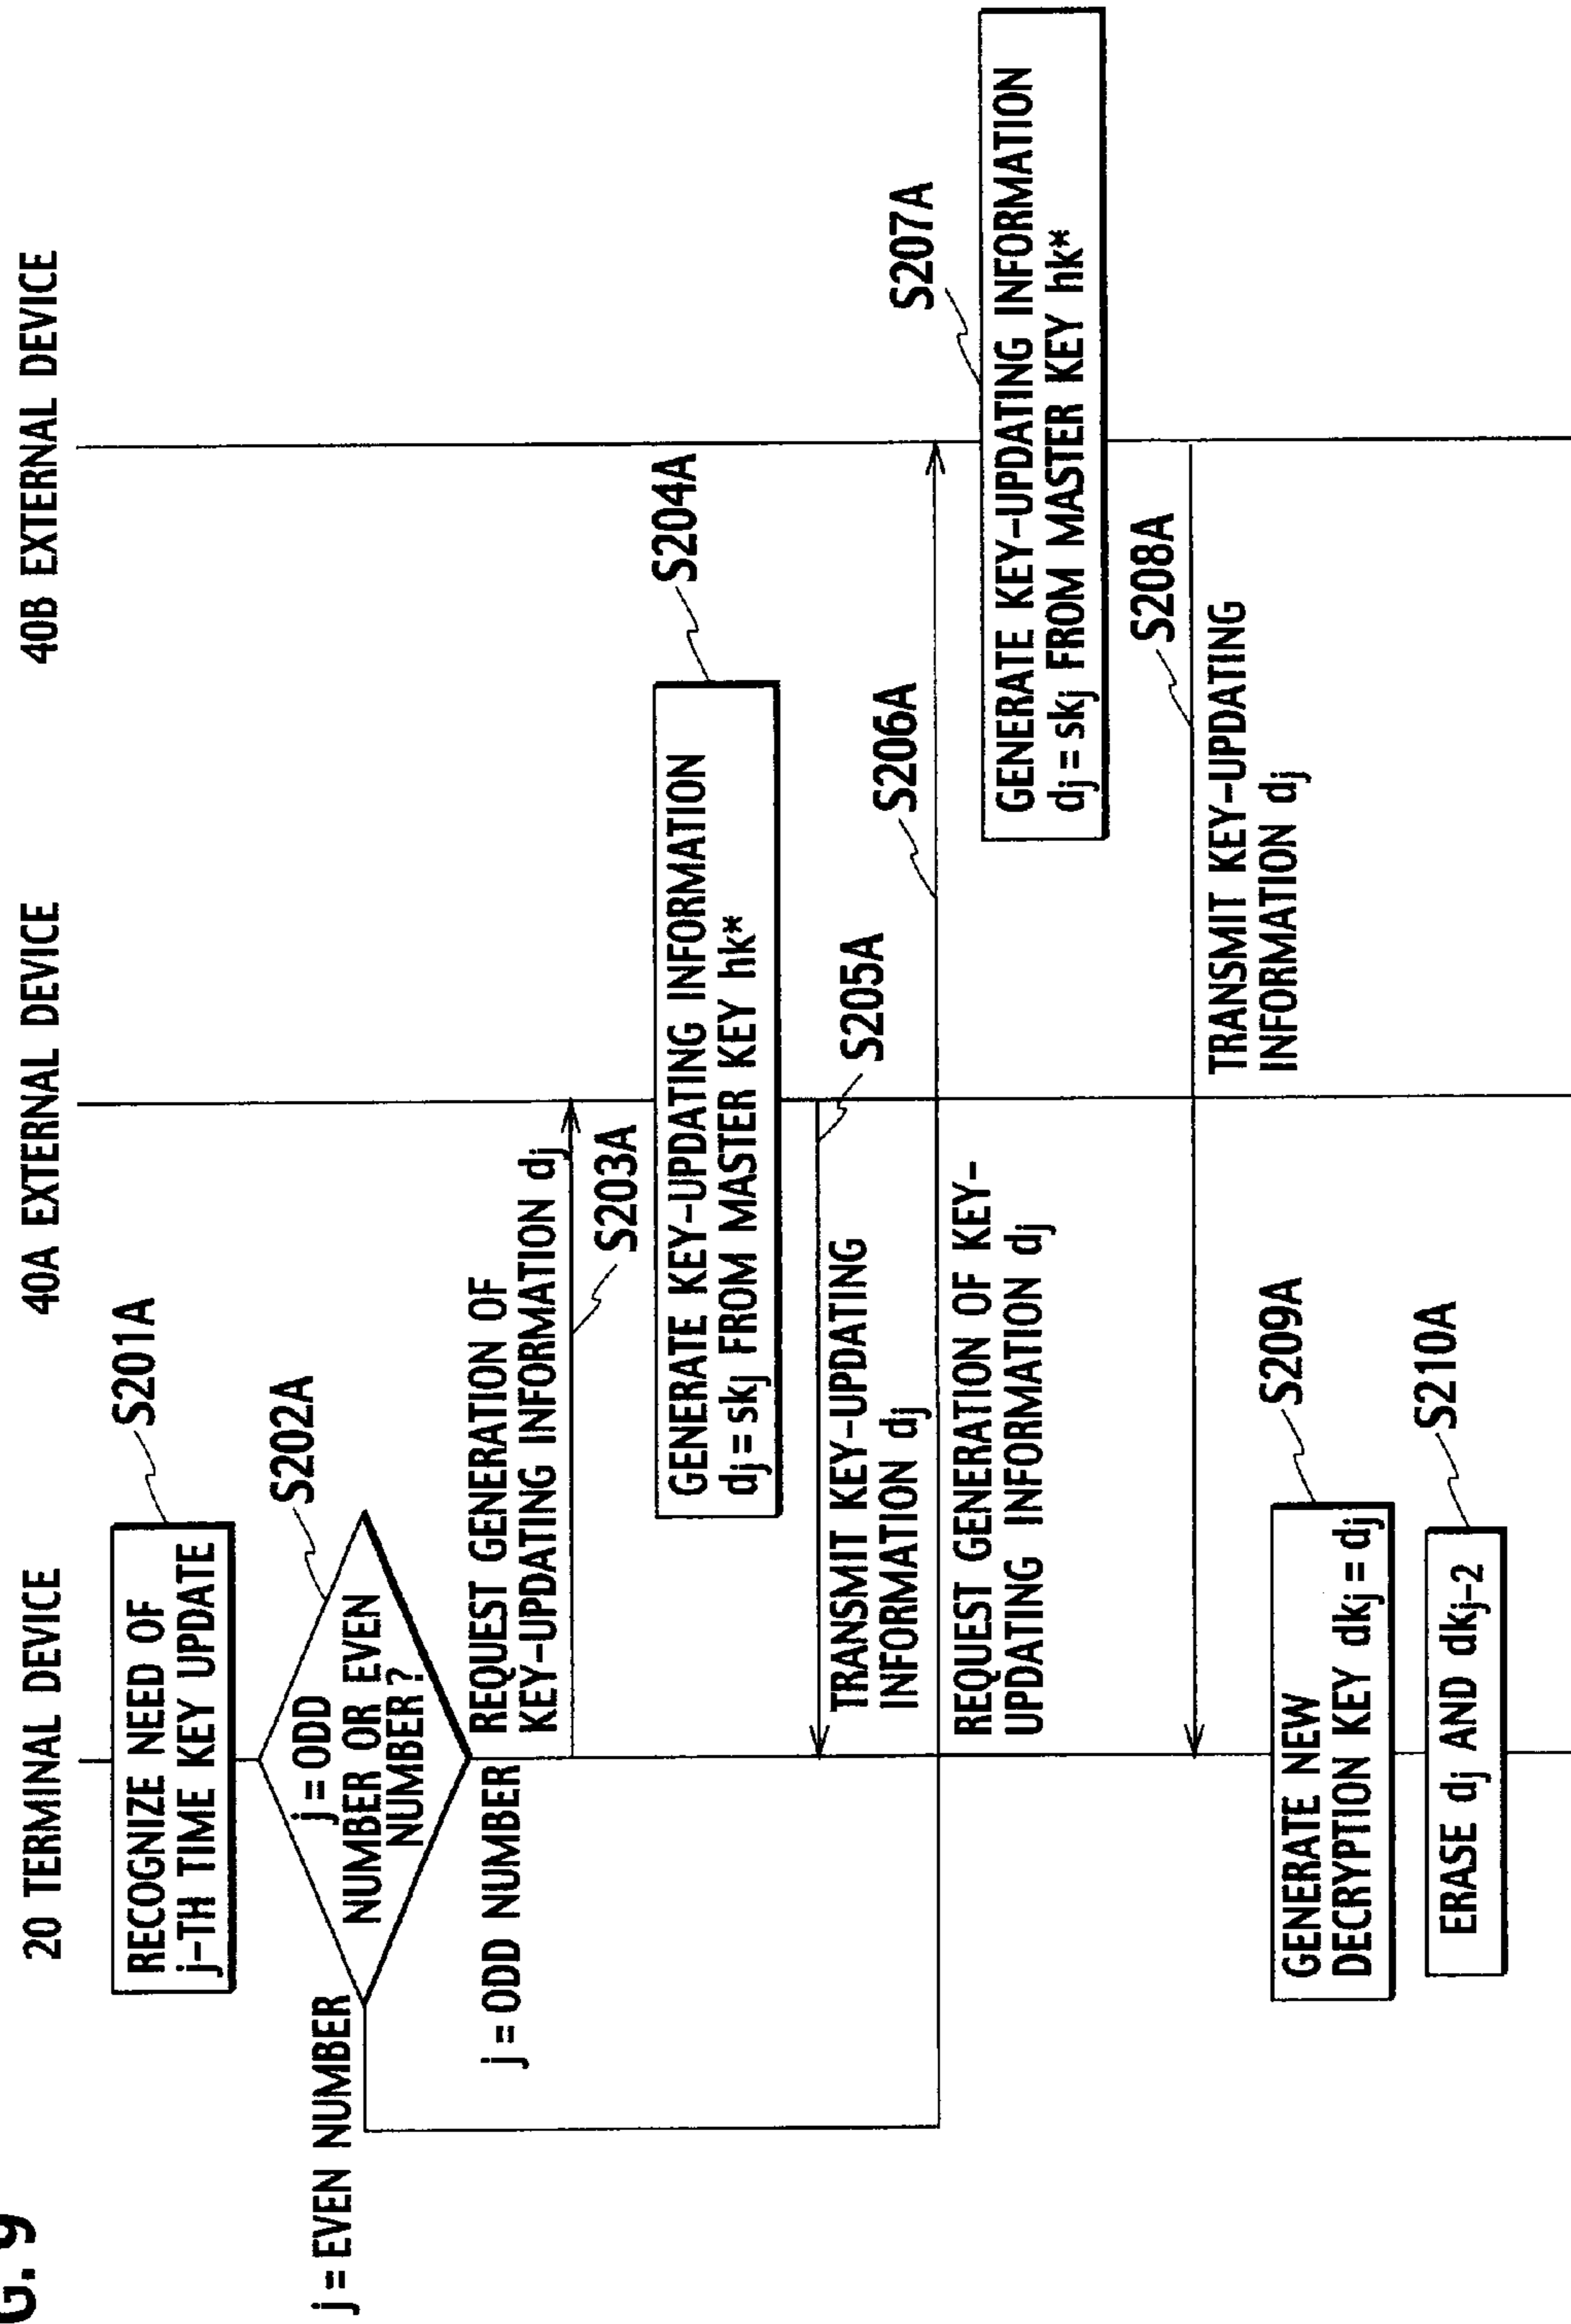 G. 9
20 TERMINAL DEVICE
40A EXTERNAL DEVICE
40B EXTERNAL DEVICE
S201A
RECOGNIZE NEED OF
j-TH TIME KEY UPDATE
S202A
j = ODD
NUMBER OR EVEN
NUMBER?
j = EVEN NUMBER
j = ODD NUMBER
REQUEST GENERATION OF
KEY-UPDATING INFORMATION dj
S203A
S204A
GENERATE KEY-UPDATING INFORMATION
dj = skj FROM MASTER KEY hk*
S205A
TRANSMIT KEY-UPDATING
INFORMATION dj
S206A
REQUEST GENERATION OF KEY-
UPDATING INFORMATION dj
S207A
GENERATE KEY-UPDATING INFORMATION
dj = skj FROM MASTER KEY hk*
S208A
TRANSMIT KEY-UPDATING
INFORMATION dj
S209A
GENERATE NEW
DECRYPTION KEY dkj = dj
S210A
ERASE dj AND dkj-2